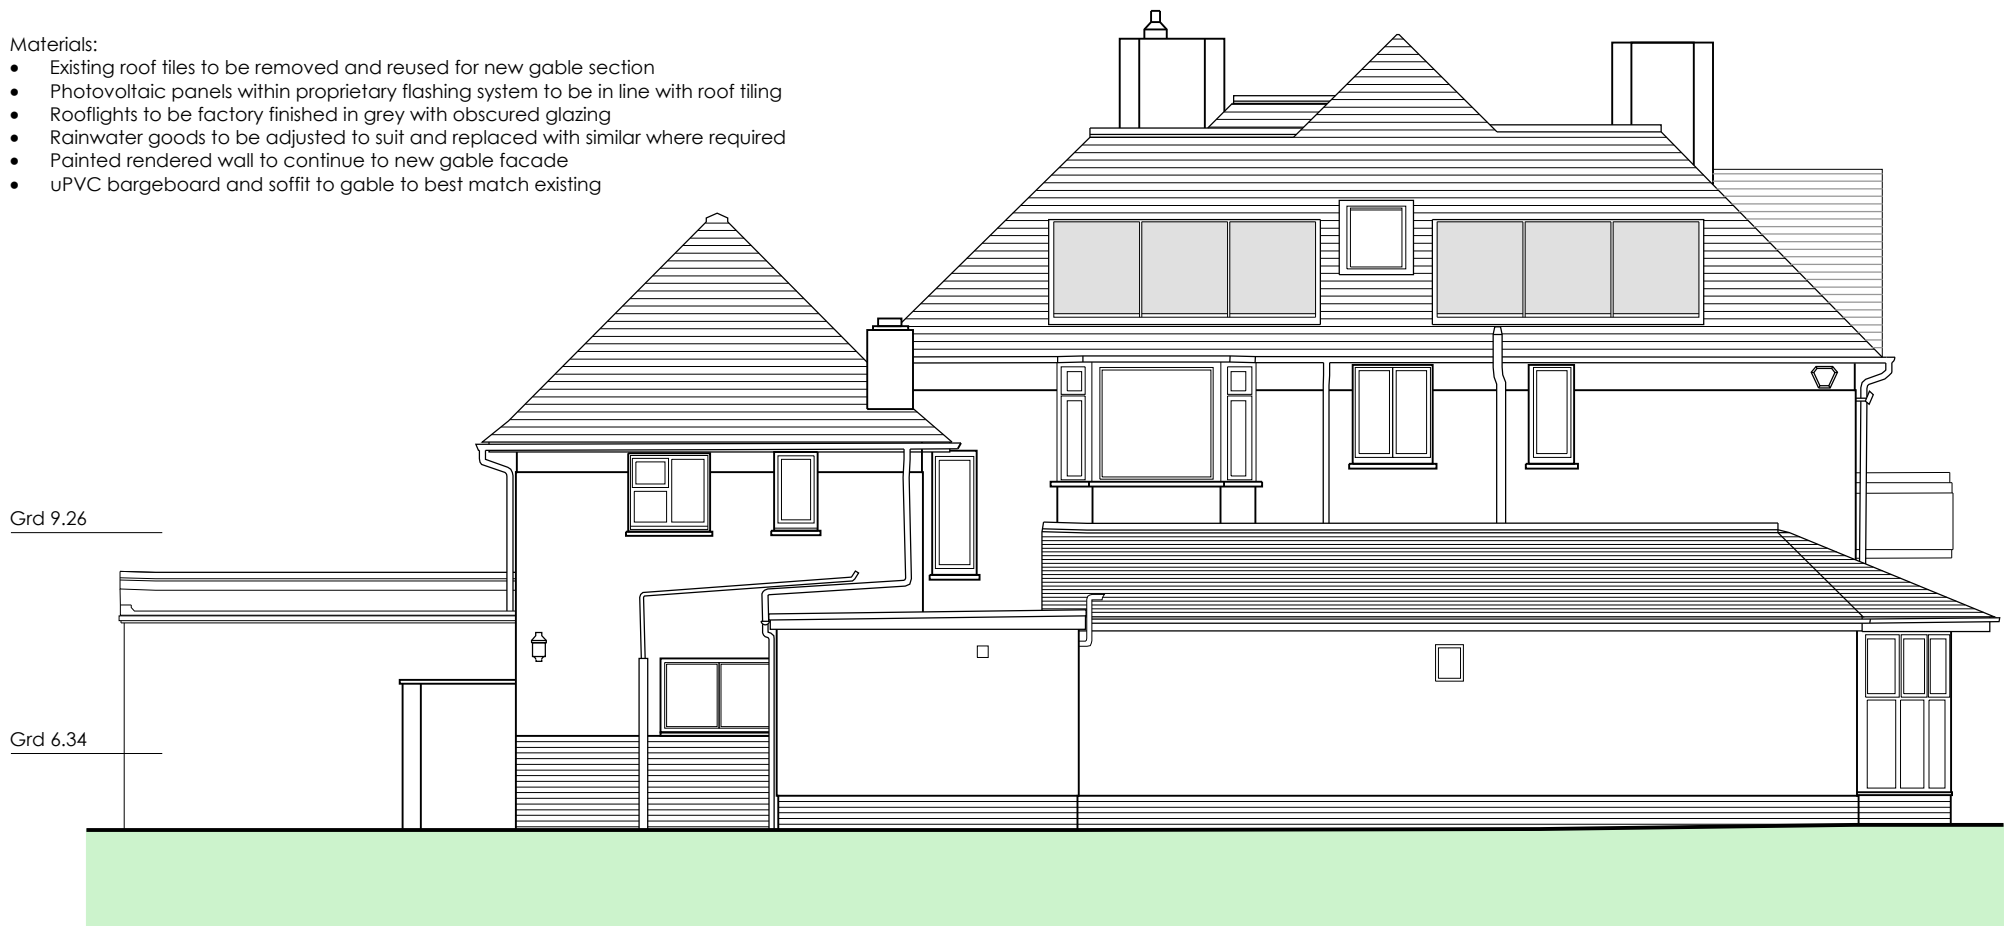 Materials:
• Existing roof tiles to be removed and reused for new gable section
• Photovoltaic panels within proprietary flashing system to be in line with roof tiling
• Rooflights to be factory finished in grey with obscured glazing
• Rainwater goods to be adjusted to suit and replaced with similar where required
• Painted rendered wall to continue to new gable facade
• uPVC bargeboard and soffit to gable to best match existing
Grd 9.26
Grd 6.34